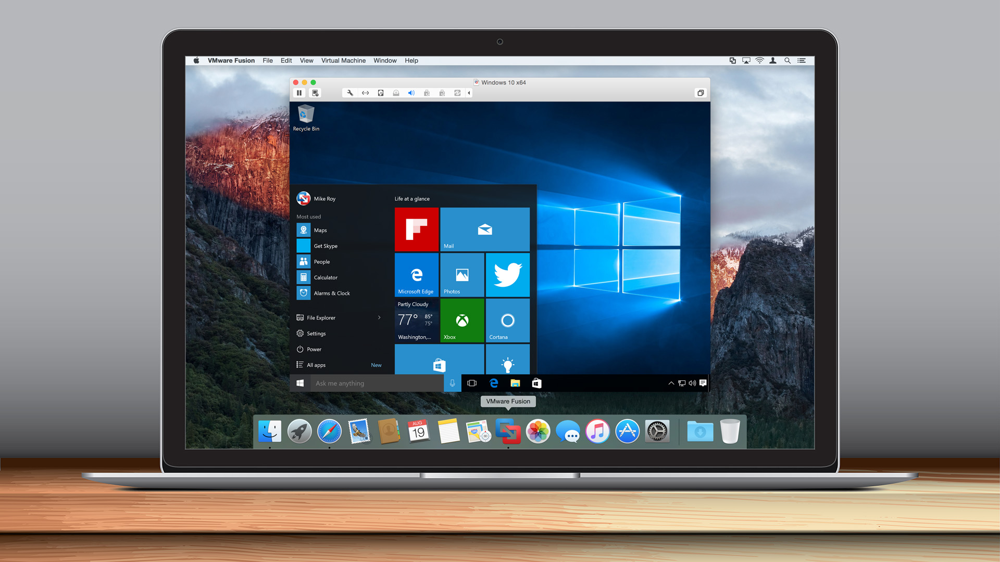 VMware Fusion File Edit View Virtual Machine Window Help
Windows 10 x64
Recycle Bin
Mike Roy
Most used
Maps
Get Skype
People
Calculator
Alarms & Clock
File Explorer
Settings
Power
All apps New
Life at a glance
Mail
Microsoft Edge
Photos
Partly Cloudy
77° 85°
75°
Washington,...
Xbox
Cortana
Ask me anything
VMware Fusion
AUG
19
3D